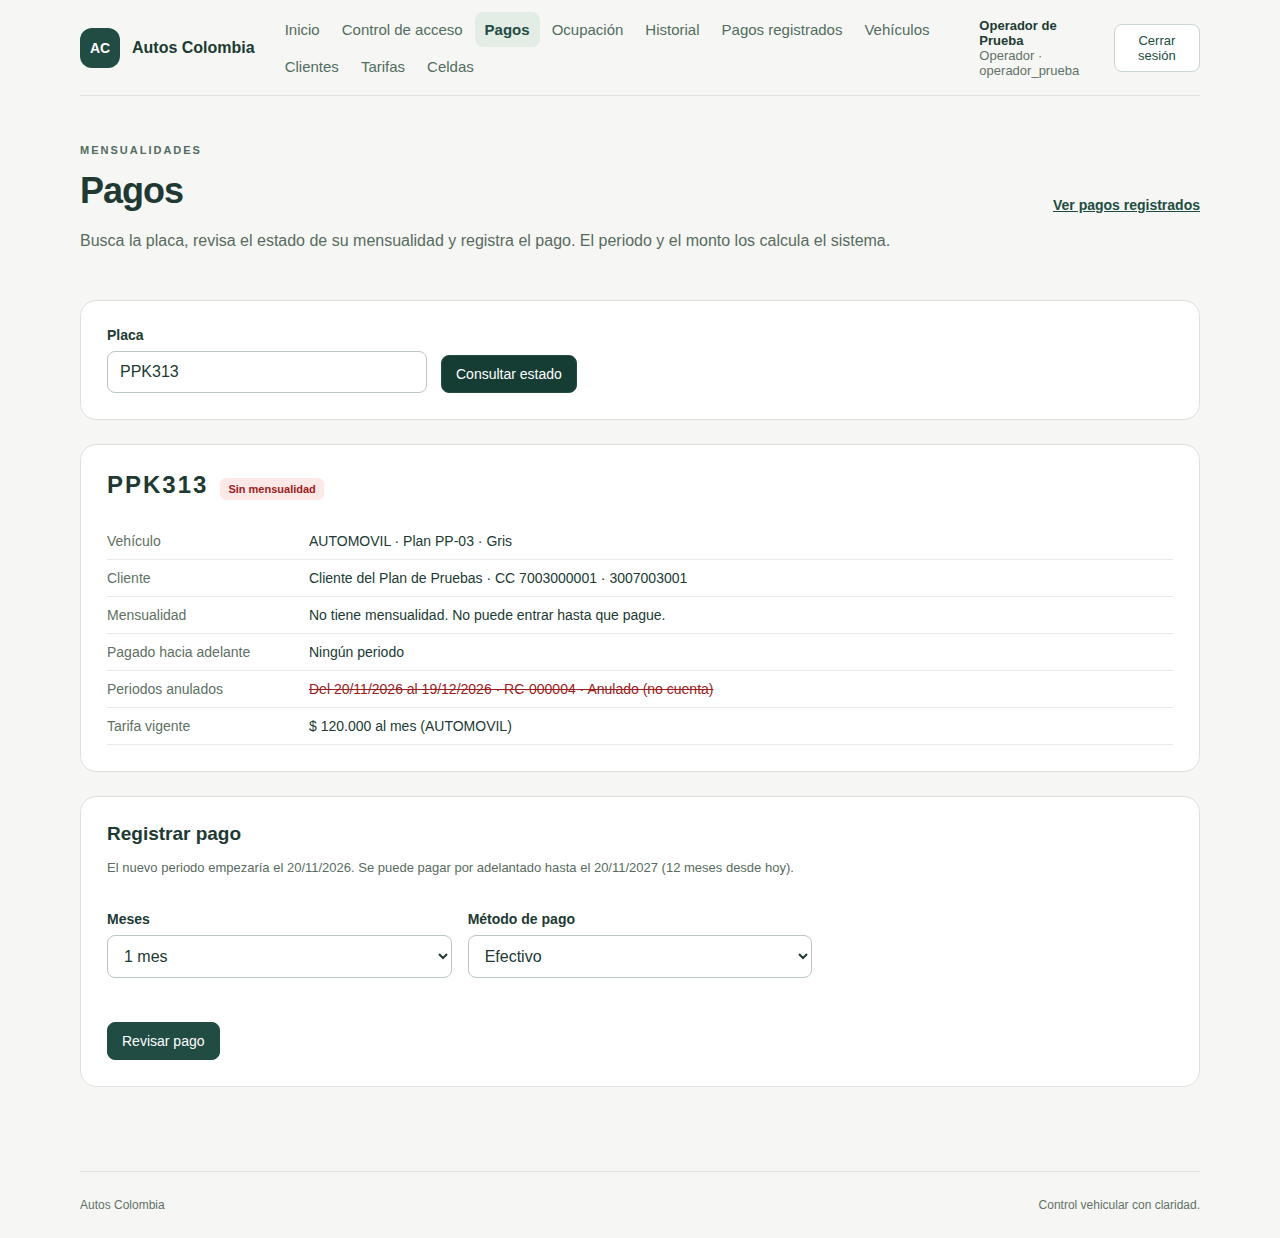 AC
Autos Colombia
Inicio
Control de acceso
Pagos
Ocupación
Historial
Pagos registrados
Vehículos
Clientes
Tarifas
Celdas
Operador de
Prueba
Operador ·
operador_prueba
Cerrar
sesión
MENSUALIDADES
Pagos
Ver pagos registrados
Busca la placa, revisa el estado de su mensualidad y registra el pago. El periodo y el monto los calcula el sistema.
Placa
PPK313
Consultar estado
PPK313 Sin mensualidad
Vehículo AUTOMOVIL · Plan PP-03 · Gris
Cliente Cliente del Plan de Pruebas · CC 7003000001 · 3007003001
Mensualidad No tiene mensualidad. No puede entrar hasta que pague.
Pagado hacia adelante Ningún periodo
Periodos anulados Del 20/11/2026 al 19/12/2026 · RC-000004 · Anulado (no cuenta)
Tarifa vigente $ 120.000 al mes (AUTOMOVIL)
Registrar pago
El nuevo periodo empezaría el 20/11/2026. Se puede pagar por adelantado hasta el 20/11/2027 (12 meses desde hoy).
Meses Método de pago
1 mes Efectivo
Revisar pago
Autos Colombia Control vehicular con claridad.